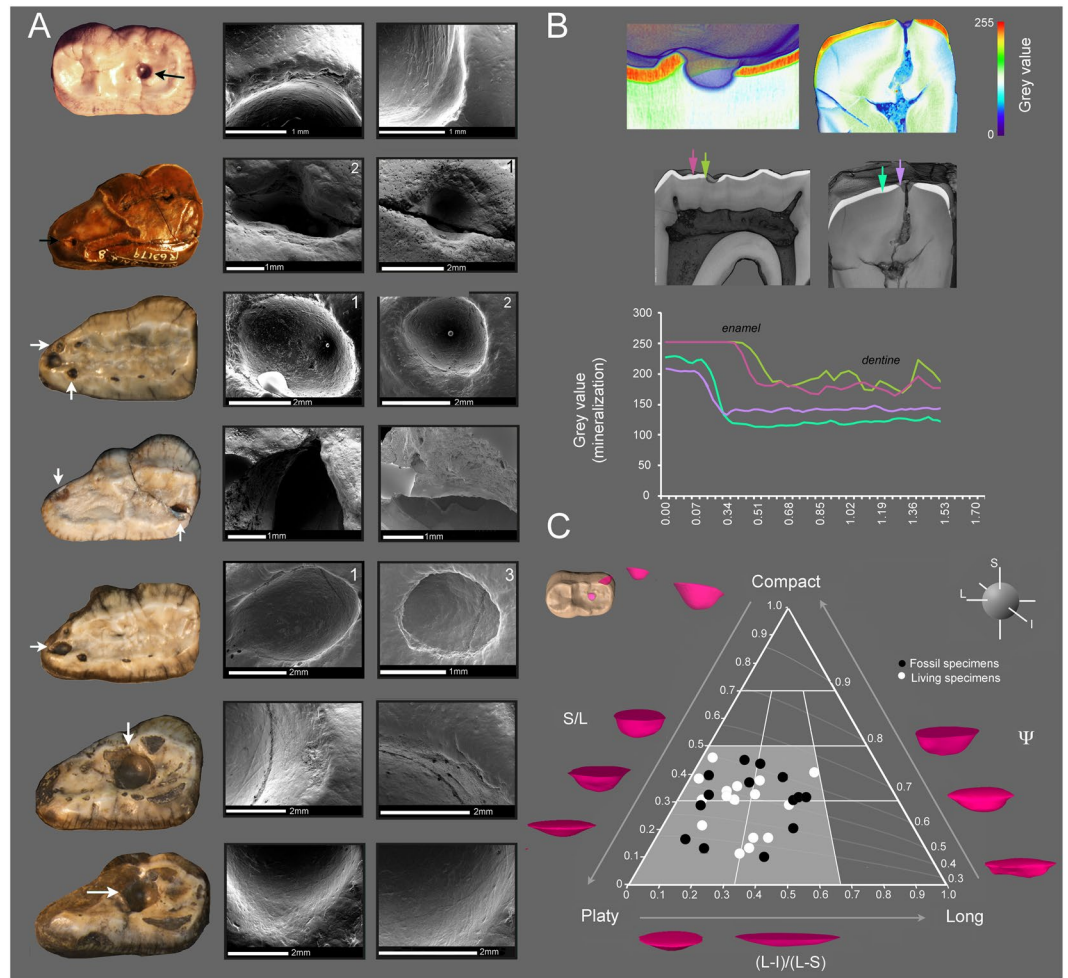 A
1 mm
1 mm
R63179
2
1mm
1
2mm
1
2mm
2
2mm
1mm
1mm
1
2mm
3
1mm
2mm
2mm
2mm
2mm
B
255
Grey value
0
300
250
200
150
100
50
0
Grey value
(mineralization)
enamel
dentine
0.00
0.07
0.34
0.51
0.68
0.85
1.02
1.19
1.36
1.53
1.70
C
Compact
S
L
I
Fossil specimens
Living specimens
S/L
Ψ
1.0
0.9
0.8
0.7
0.6
0.5
0.4
0.3
0.2
0.1
0
0.9
0.8
0.7
0.6
0.5
0.4
0.3
0
0.1
0.2
0.3
0.4
0.5
0.6
0.7
0.8
0.9
1.0
Platy
Long
(L-I)/(L-S)